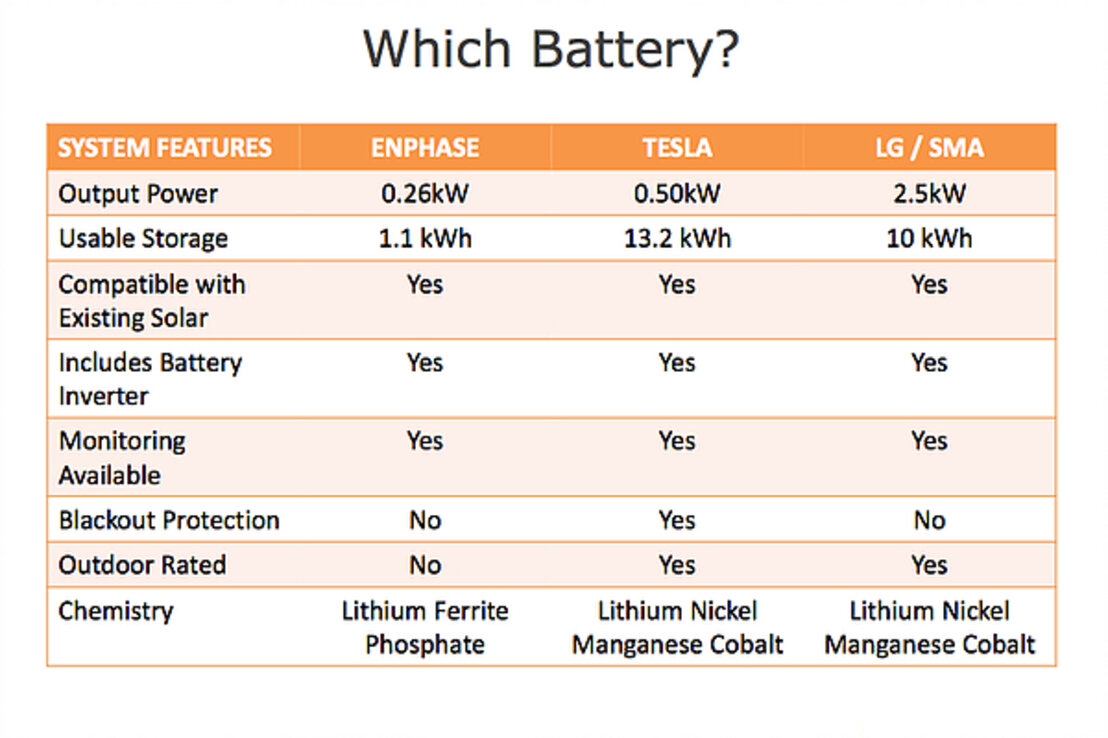 Which Battery?
SYSTEM FEATURES ENPHASE TESLA LG / SMA
Output Power 0.26kW 0.50kW 2.5kW
Usable Storage 1.1 kWh 13.2 kWh 10 kWh
Compatible with Yes Yes Yes
Existing Solar
Includes Battery Yes Yes Yes
Inverter
Monitoring Yes Yes Yes
Available
Blackout Protection No Yes No
Outdoor Rated No Yes Yes
Chemistry Lithium Ferrite Lithium Nickel Lithium Nickel
Phosphate Manganese Cobalt Manganese Cobalt